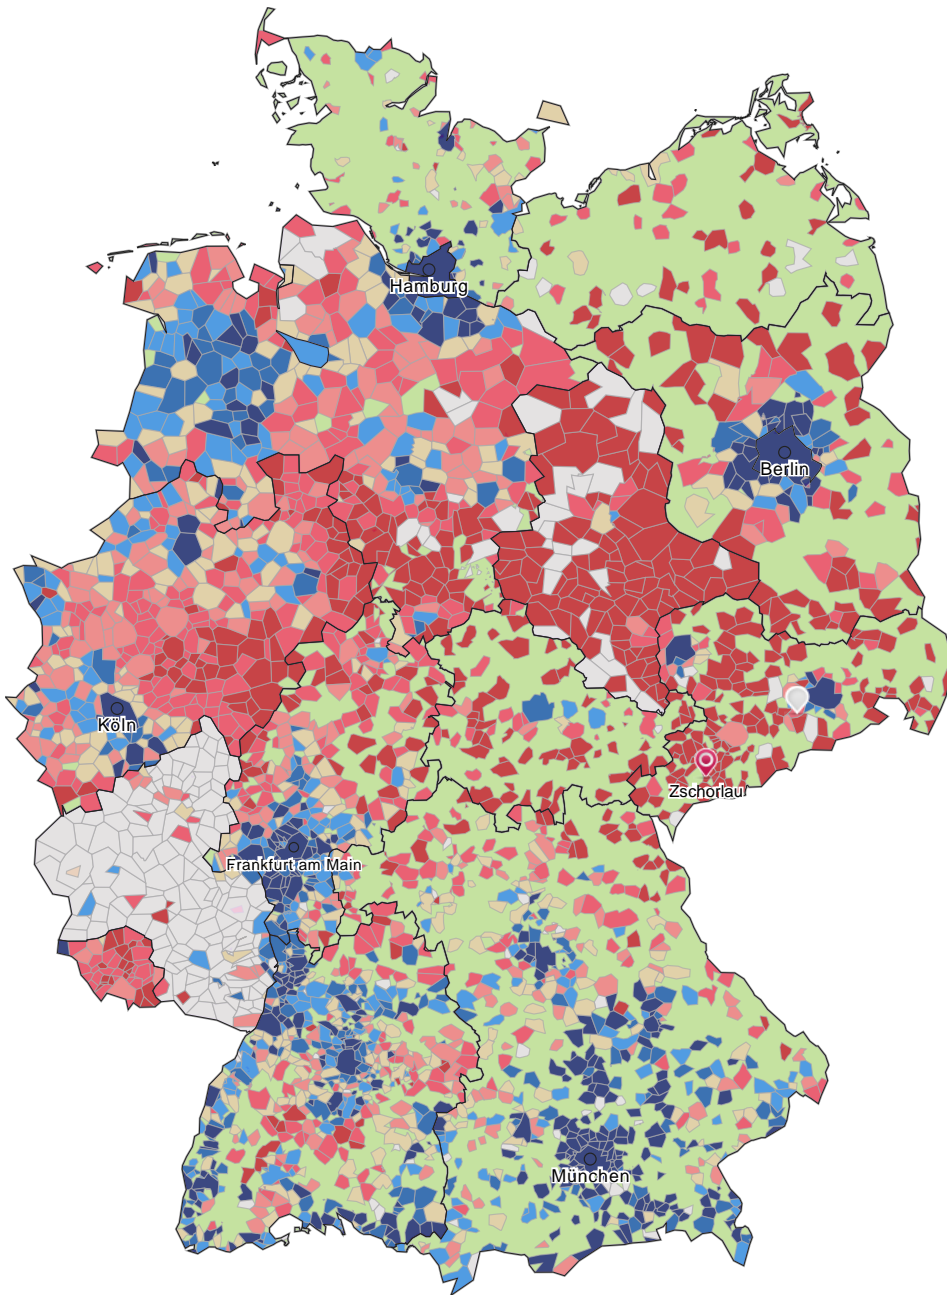 Hamburg
Berlin
Köln
Zschorlau
Frankfurt am Main
München